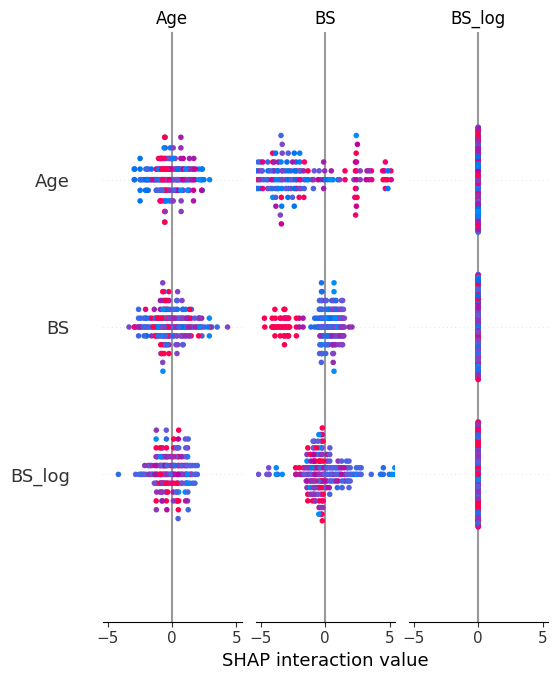 Age BS BS_log
Age
BS
BS_log
−5 0 5 −5 0 5 −5 0 5
SHAP interaction value